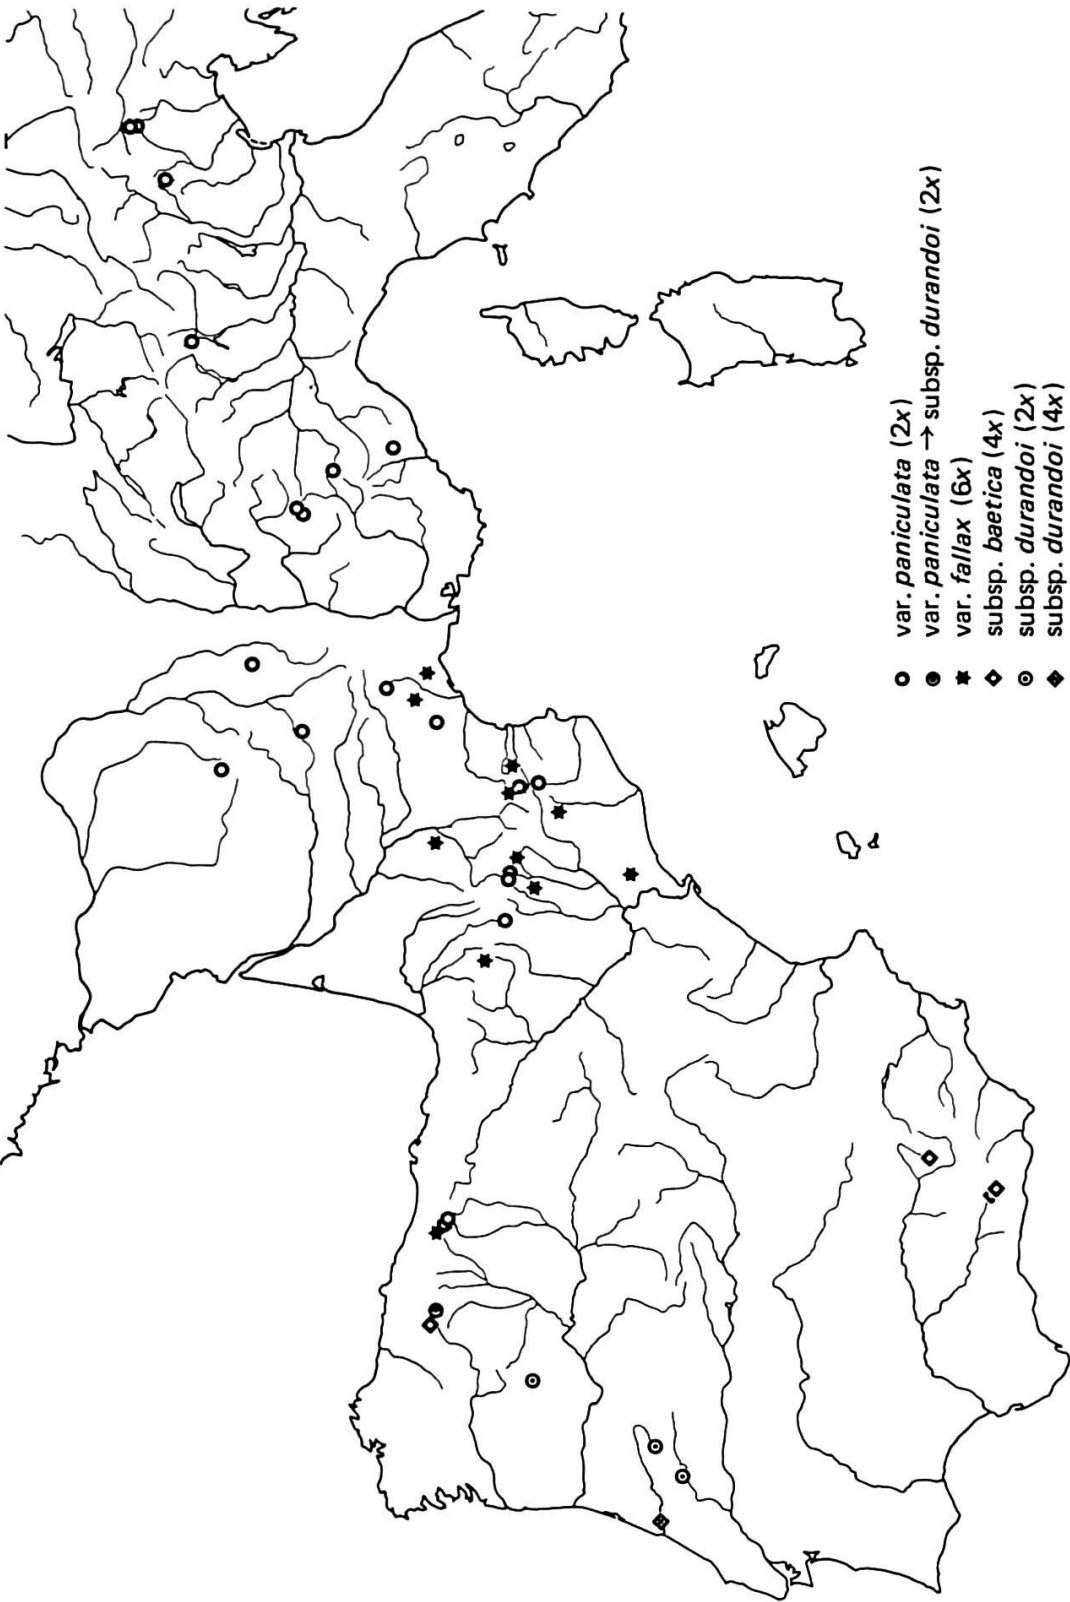 var. paniculata (2x)
var. paniculata → subsp. durandoi (2x)
var. fallax (6x)
subsp. baetica (4x)
subsp. durandoi (2x)
subsp. durandoi (4x)